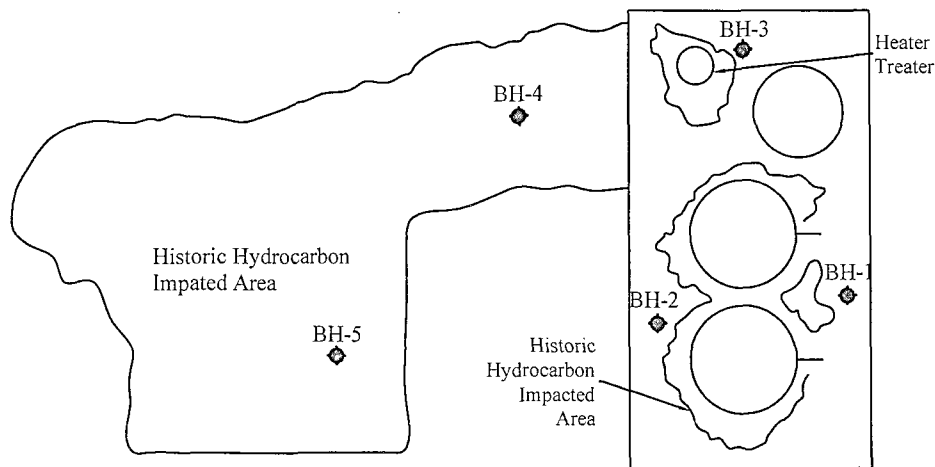 BH-3
Heater
Treater
BH-4
Historic Hydrocarbon
Impated Area
BH-1
BH-2
BH-5
Historic
Hydrocarbon
Impacted
Area